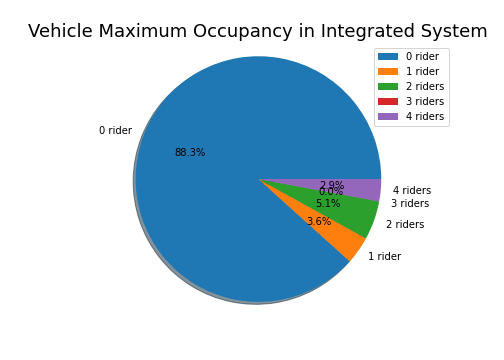 Vehicle Maximum Occupancy in Integrated System
0 rider
1 rider
2 riders
3 riders
4 riders
0 rider
88.3%
2.9%
0.0%
5.1%
3.6%
4 riders
3 riders
2 riders
1 rider